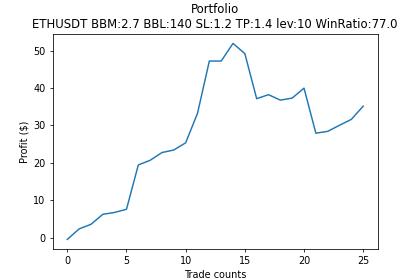 Portfolio
ETHUSDT BBM:2.7 BBL:140 SL:1.2 TP:1.4 lev:10 WinRatio:77.0
50
40
30
20
10
0
Profit ($)
0 5 10 15 20 25
Trade counts